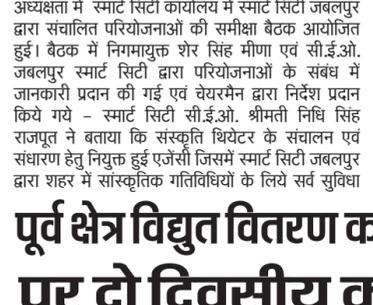 अध्यक्षता में स्मार्ट सिटी कार्यालय में स्मार्ट सिटी जबलपुर
द्वारा संचालित परियोजनाओं की समीक्षा बैठक आयोजित
हुई। बैठक में निगमायुक्त शेर सिंह मीणा एवं सी.ई.ओ.
जबलपुर स्मार्ट सिटी द्वारा परियोजनाओं के संबंध में
जानकारी प्रदान की गई एवं चेयरमैन द्वारा निर्देश प्रदान
किये गये – स्मार्ट सिटी सी.ई.ओ. श्रीमती निधि सिंह
राजपूत ने बताया कि संस्कृति थियेटर के संचालन एवं
संधारण हेतु नियुक्त हुई एजेंसी जिसमें स्मार्ट सिटी जबलपुर
द्वारा शहर में सांस्कृतिक गतिविधियों के लिये सर्व सुविधा
पूर्व क्षेत्र विद्युत वितरण
पर दो दिवसीय